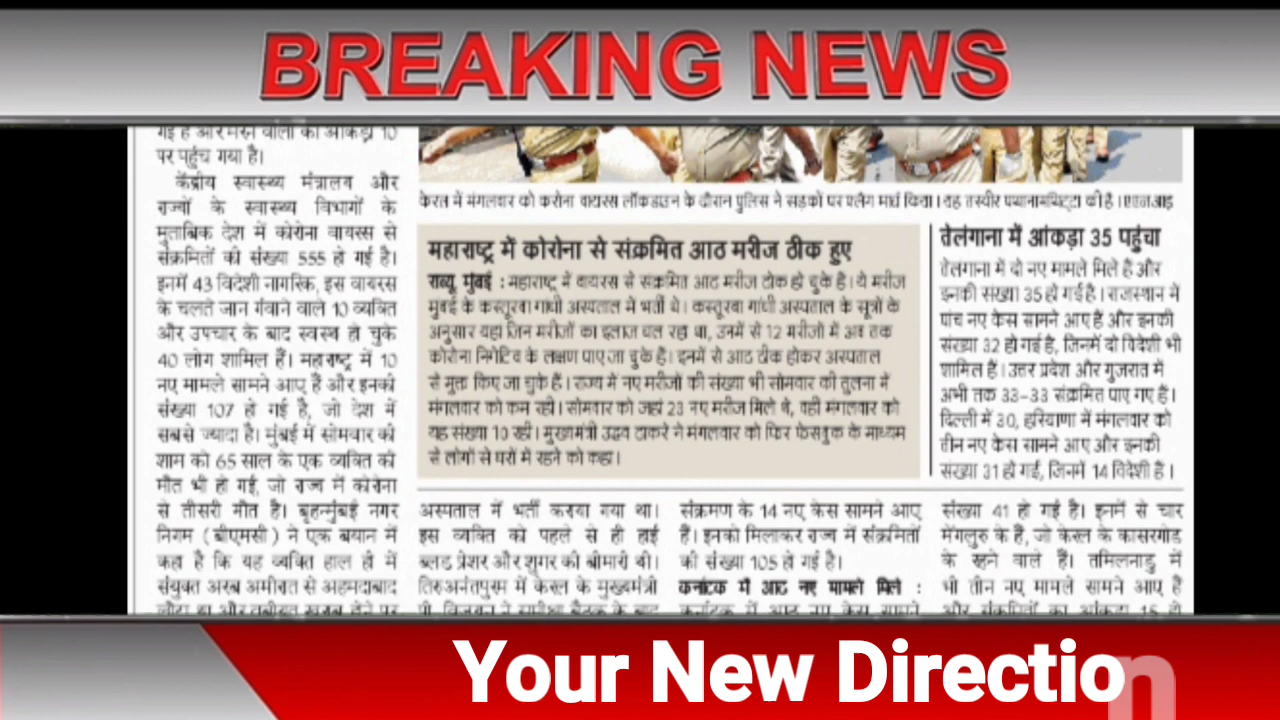 BREAKING NEWS
पर पहुंच गया है।
केंद्रीय स्वास्थ्य मंत्रालय और
राज्यों के स्वास्थ्य विभागों के
मुताबिक देश में कोरोना वायरस से
संक्रमितों की संख्या 555 हो गई है।
इनमें 43 विदेशी नागरिक, इस वायरस
के चलते जान गंवाने वाले 10 व्यक्ति
और उपचार के बाद स्वस्थ हो चुके
40 लोग शामिल हैं। महाराष्ट्र में 10
नए मामले सामने आए हैं और इनकी
संख्या 107 हो गई है, जो देश में
सबसे ज्यादा है। मुंबई में सोमवार की
शाम को 65 साल के एक व्यक्ति की
मौत भी हो गई, जो राज्य में कोरोना
से तीसरी मौत है। बृहन्मुंबई नगर
निगम (बीएमसी) ने एक बयान में
कहा है कि यह व्यक्ति हाल ही में
संयुक्त अरब अमीरात से अहमदाबाद
केरल में मंगलवार को करोना वायरस लॉकडाउन के दौरान पुलिस ने सड़कों पर फ्लैग मार्च किया। यह तस्वीर पथानामथिट्टा की है। एएनआइ
महाराष्ट्र में कोरोना से संक्रमित आठ मरीज ठीक हुए
राब्यू, मुंबई : महाराष्ट्र में वायरस से संक्रमित आठ मरीज ठीक हो चुके हैं। ये मरीज
मुंबई के कस्तूरबा गांधी अस्पताल में भर्ती थे। कस्तूरबा गांधी अस्पताल के सूत्रों के
अनुसार यहां जिन मरीजों का इलाज चल रहा था, उनमें से 12 मरीजों में अब तक
कोरोना निगेटिव के लक्षण पाए जा चुके हैं। इनमें से आठ ठीक होकर अस्पताल
से मुक्त किए जा चुके हैं। राज्य में नए मरीजों की संख्या भी सोमवार की तुलना में
मंगलवार को कम रही। सोमवार को जहां 23 नए मरीज मिले थे, वहीं मंगलवार को
यह संख्या 10 रही। मुख्यमंत्री उद्धव ठाकरे ने मंगलवार को फिर फेसबुक के माध्यम
से लोगों से घरों में रहने को कहा।
तेलंगाना में आंकड़ा 35 पहुंचा
तेलगाना में दो नए मामले मिले हैं और
इनकी संख्या 35 हो गई है। राजस्थान में
पांच नए केस सामने आए हैं और इनकी
संख्या 32 हो गई है, जिनमें दो विदेशी भी
शामिल हैं। उत्तर प्रदेश और गुजरात में
अभी तक 33-33 संक्रमित पाए गए हैं।
दिल्ली में 30, हरियाणा में मंगलवार को
तीन नए केस सामने आए और इनकी
संख्या 31 हो गई, जिनमें 14 विदेशी हैं।
अस्पताल में भर्ती कराया गया था।
इस व्यक्ति को पहले से ही हाई
ब्लड प्रेशर और शुगर की बीमारी थी।
तिरुअनंतपुरम में केरल के मुख्यमंत्री
संक्रमण के 14 नए केस सामने आए
हैं। इनको मिलाकर राज्य में संक्रमितों
की संख्या 105 हो गई है।
कर्नाटक में आठ नए मामले मिले :
संख्या 41 हो गई है। इनमें से चार
मेंगलुरु के हैं, जो केरल के कासरगोड
के रहने वाले हैं। तमिलनाडु में
भी तीन नए मामले सामने आए हैं
Your New Direction